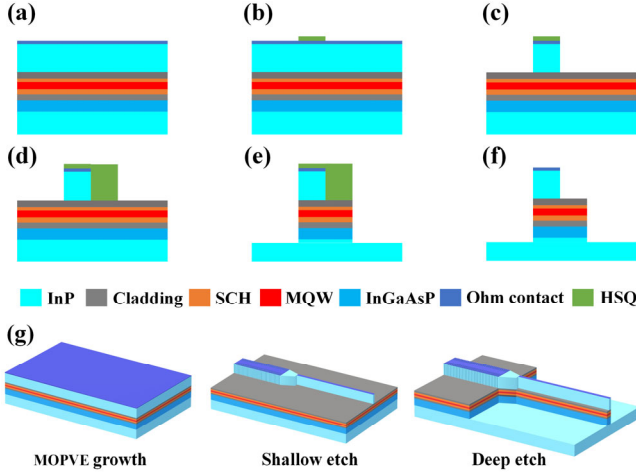 (a)
(b)
(c)
(d)
(e)
(f)
InP Cladding SCH MQW InGaAsP Ohm contact HSQ
(g)
MOPVE growth Shallow etch Deep etch